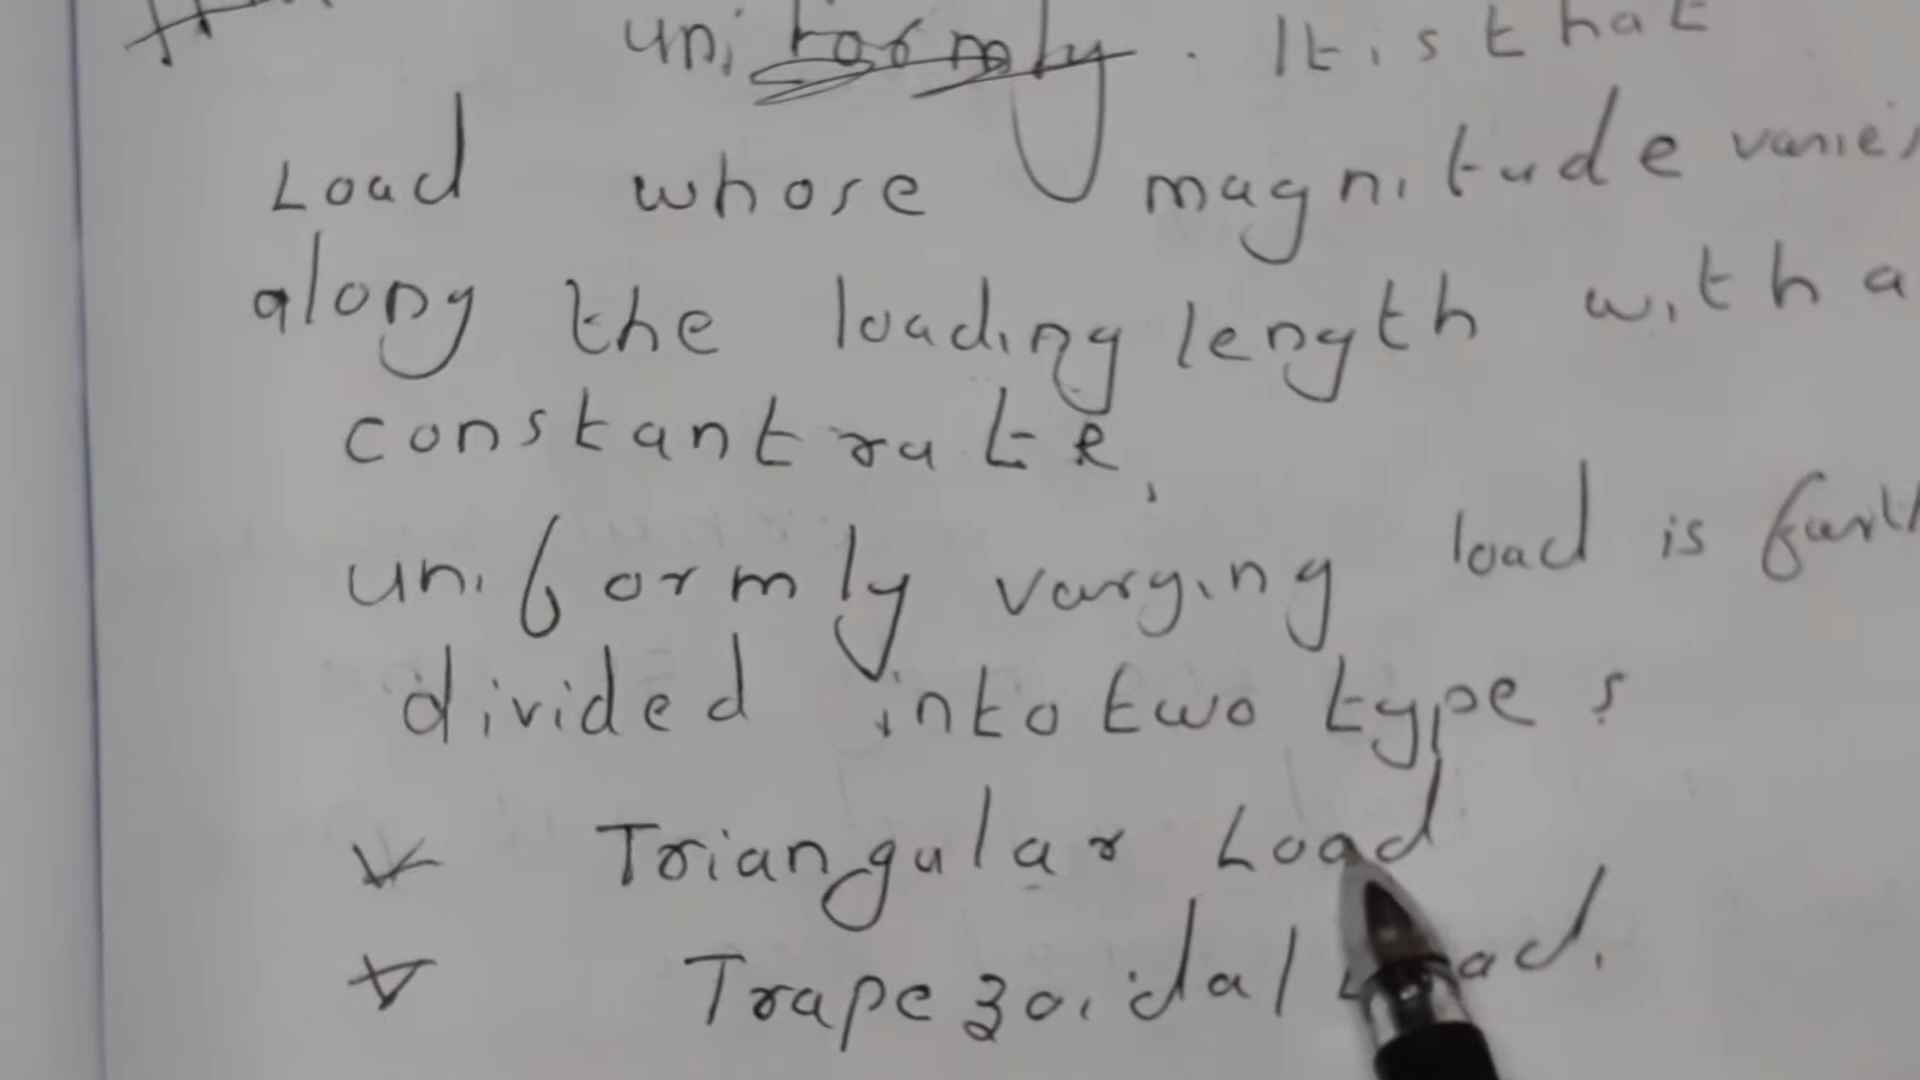 uniformly. It is that
Load whose magnitude varies
along the loading length with a
constant rate,
uniformly varying load is
divided into two types
Triangular Load
Trapezoidal Load.